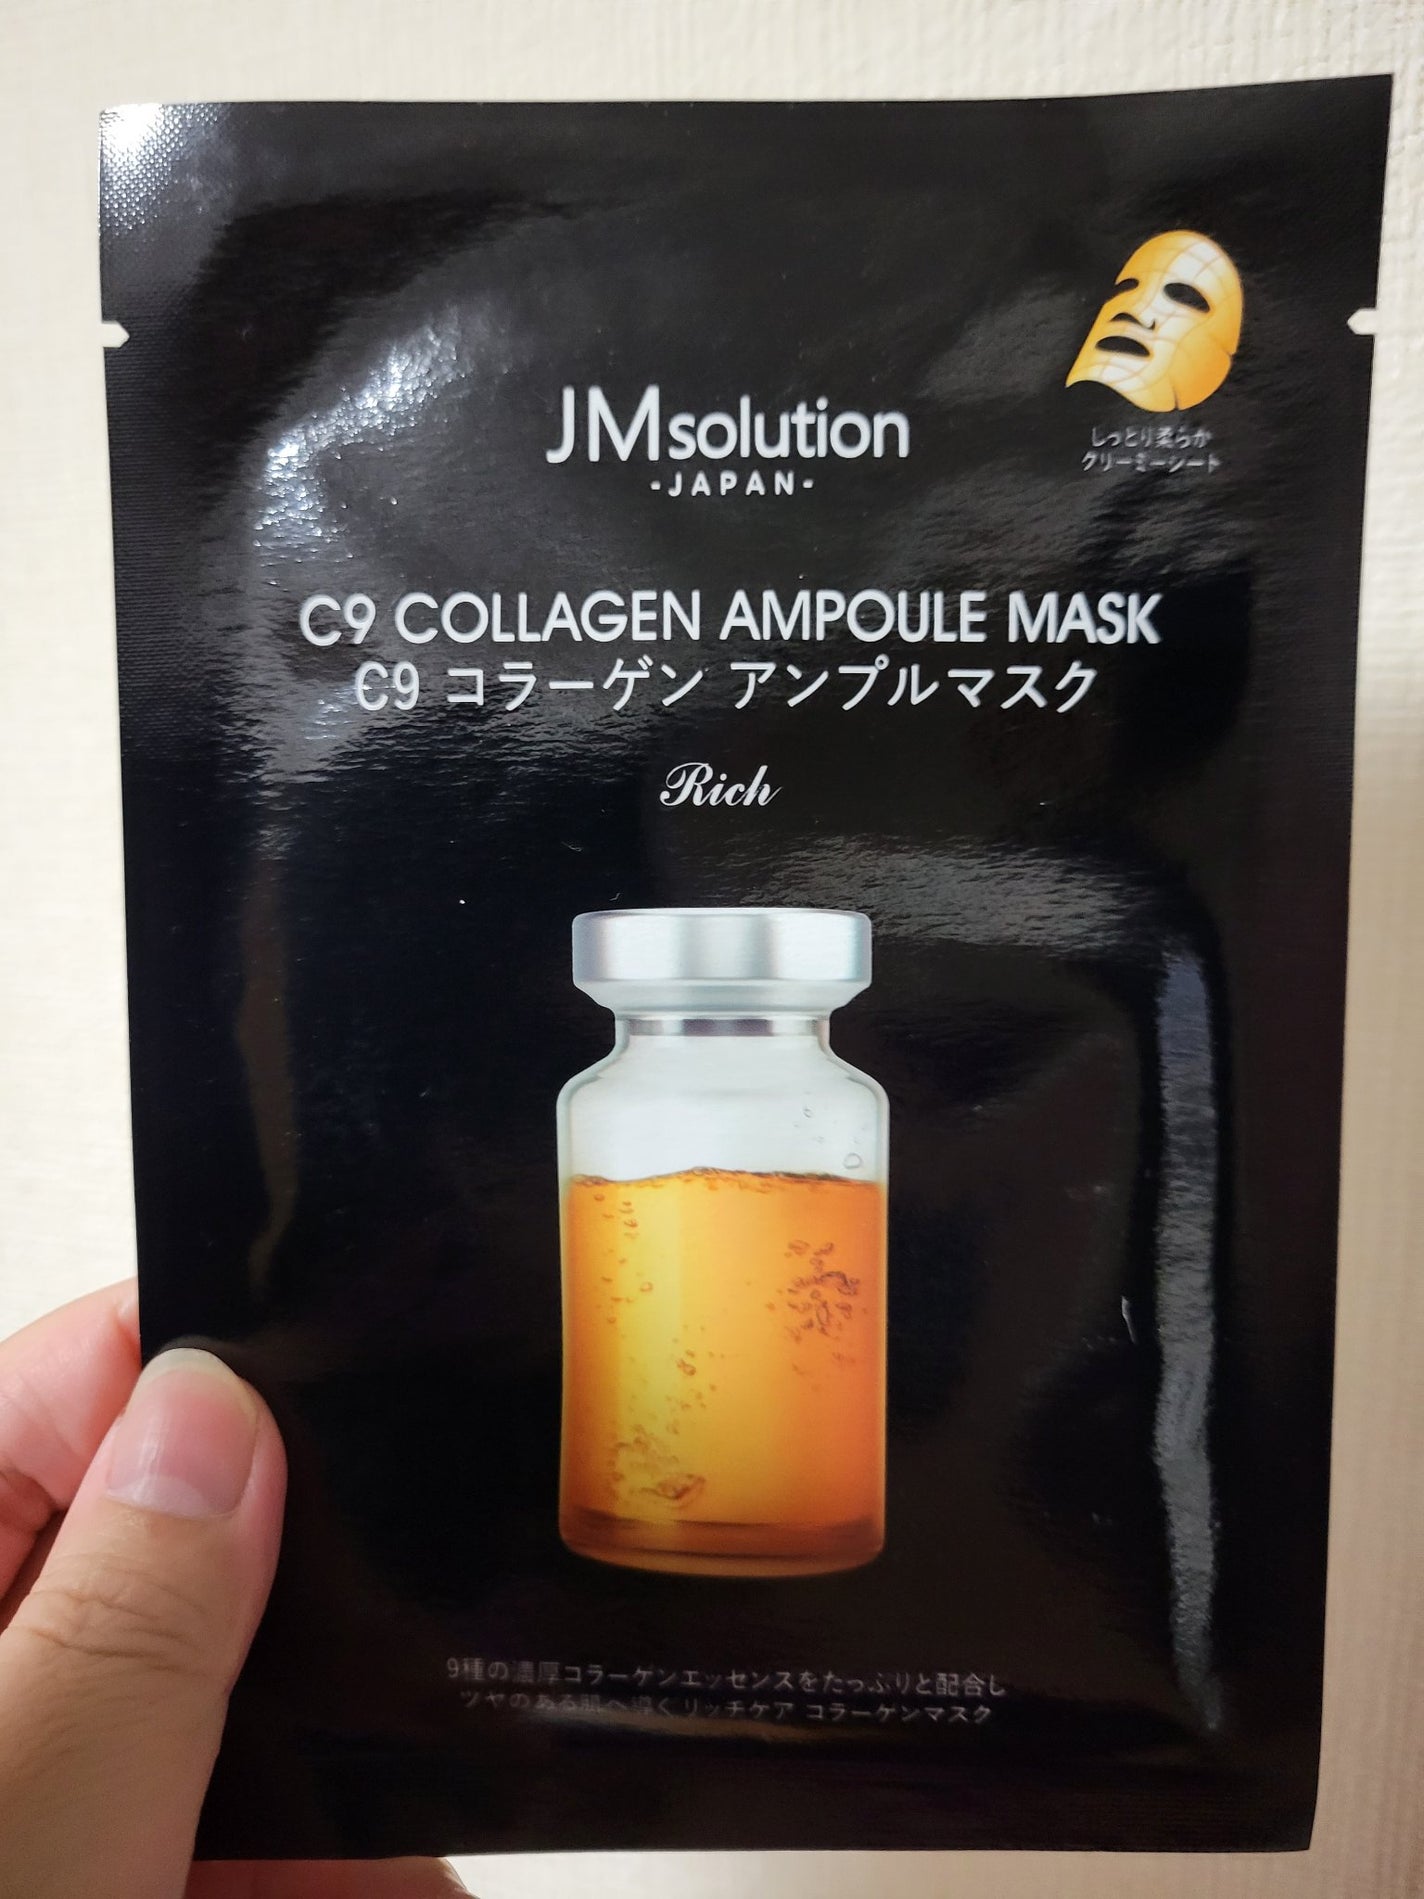 JMsolution
-JAPAN-
しっとり柔らか
クリーミーシート
C9 COLLAGEN AMPOULE MASK
C9 コラーゲン アンプルマスク
Rich
9種の濃厚コラーゲンエッセンスをたっぷりと配合し
ツヤのある肌へ導くリッチケア コラーゲンマスク